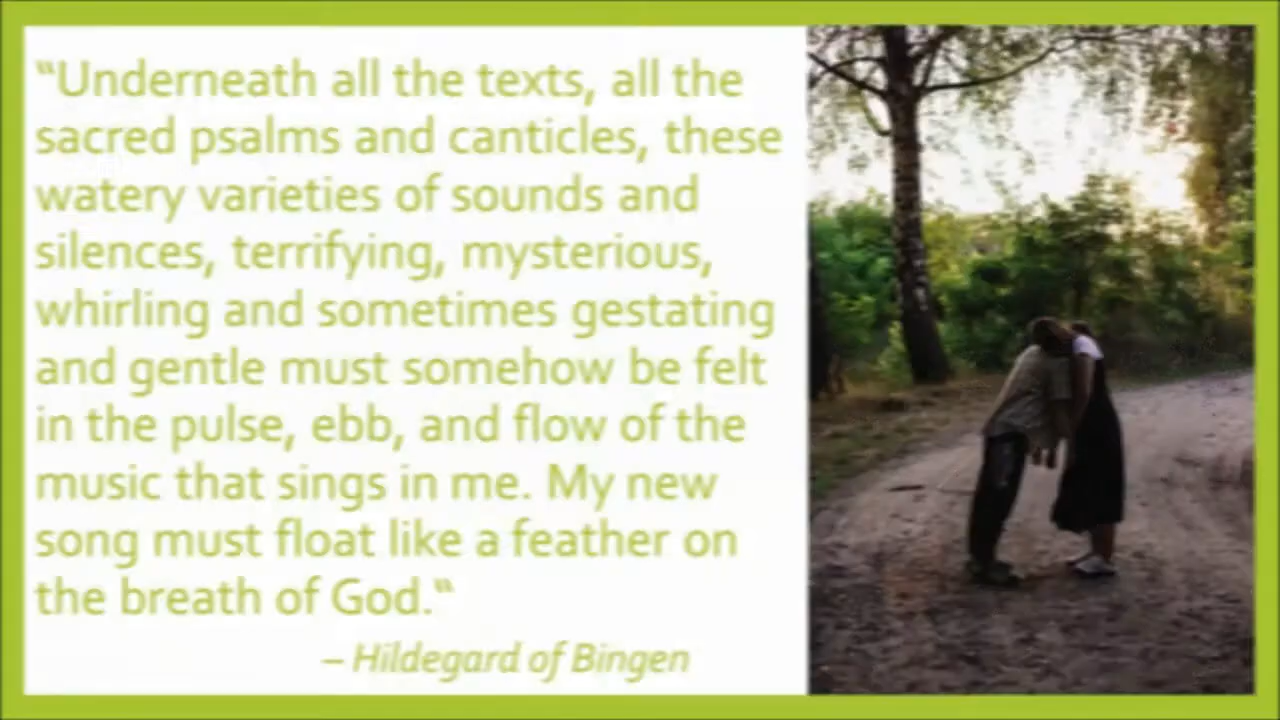 “Underneath all the texts, all the
sacred psalms and canticles, these
watery varieties of sounds and
silences, terrifying, mysterious,
whirling and sometimes gestating
and gentle must somehow be felt
in the pulse, ebb, and flow of the
music that sings in me. My new
song must float like a feather on
the breath of God.“
– Hildegard of Bingen